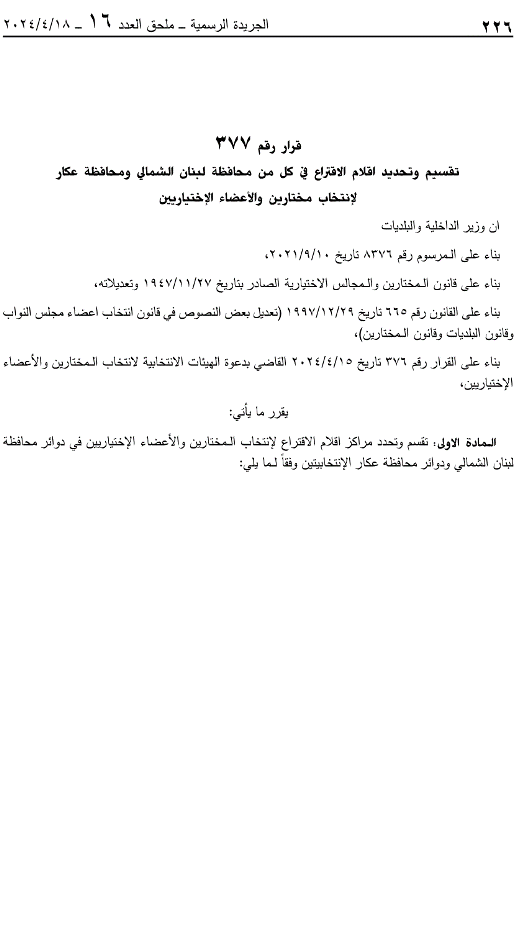 ٢٢٦
الجريدة الرسمية ـ ملحق العدد ١٦ ـ ٢٠٢٤/٤/١٨
قرار رقم ٣٧٧
تقسيم وتحديد اقلام الاقتراع في كل من محافظة لبنان الشمالي ومحافظة عكار
لإنتخاب مختارين والأعضاء الإختياريين
ان وزير الداخلية والبلديات
بناء على المرسوم رقم ٨٣٧٦ تاريخ ٢٠٢١/٩/١٠،
بناء على قانون المختارين والمجالس الاختيارية الصادر بتاريخ ١٩٤٧/١١/٢٧ وتعديلاته،
بناء على القانون رقم ٦٦٥ تاريخ ١٩٩٧/١٢/٢٩ (تعديل بعض النصوص في قانون انتخاب اعضاء مجلس النواب
وقانون البلديات وقانون المختارين)،
بناء على القرار رقم ٣٧٦ تاريخ ٢٠٢٤/٤/١٥ القاضي بدعوة الهيئات الانتخابية لانتخاب المختارين والأعضاء
الإختياريين،
يقرر ما يأتي:
المادة الاولى: تقسم وتحدد مراكز اقلام الاقتراع لإنتخاب المختارين والأعضاء الإختياريين في دوائر محافظة
لبنان الشمالي ودوائر محافظة عكار الإنتخابيتين وفقاً لما يلي: